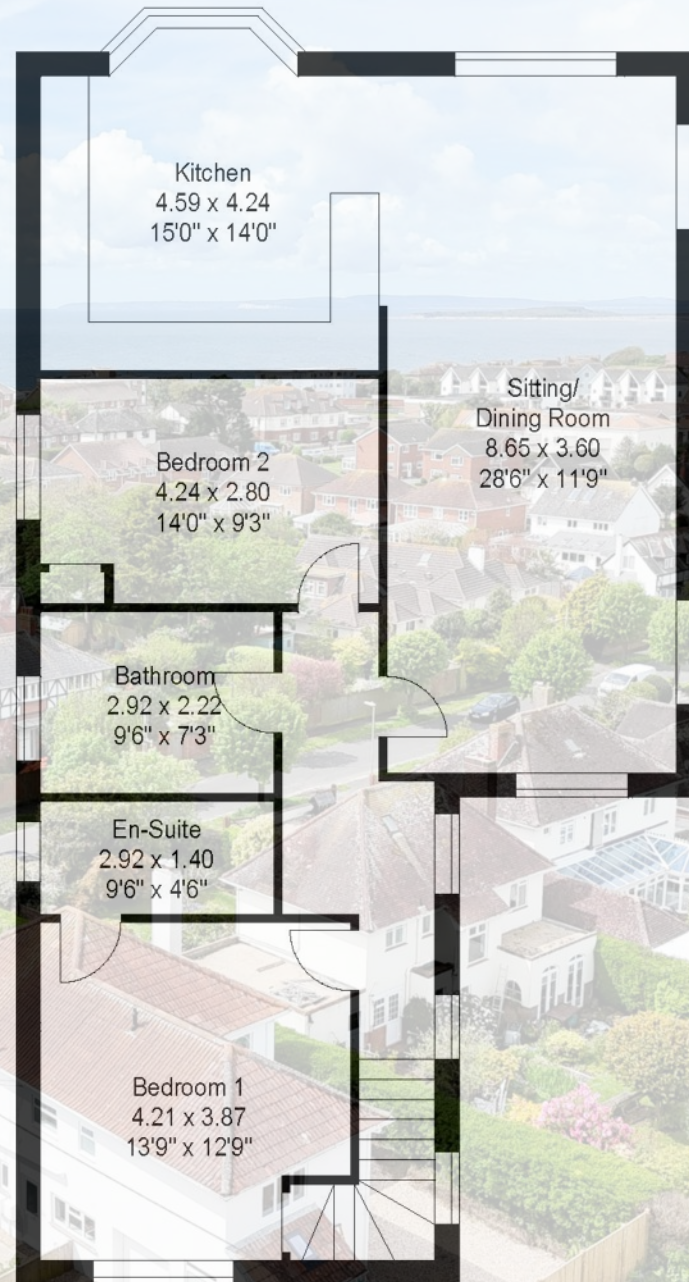 Kitchen
4.59 x 4.24
15'0" x 14'0"
Sitting/
Dining Room
8.65 x 3.60
28'6" x 11'9"
Bedroom 2
4.24 x 2.80
14'0" x 9'3"
Bathroom
2.92 x 2.22
9'6" x 7'3"
En-Suite
2.92 x 1.40
9'6" x 4'6"
Bedroom 1
4.21 x 3.87
13'9" x 12'9"